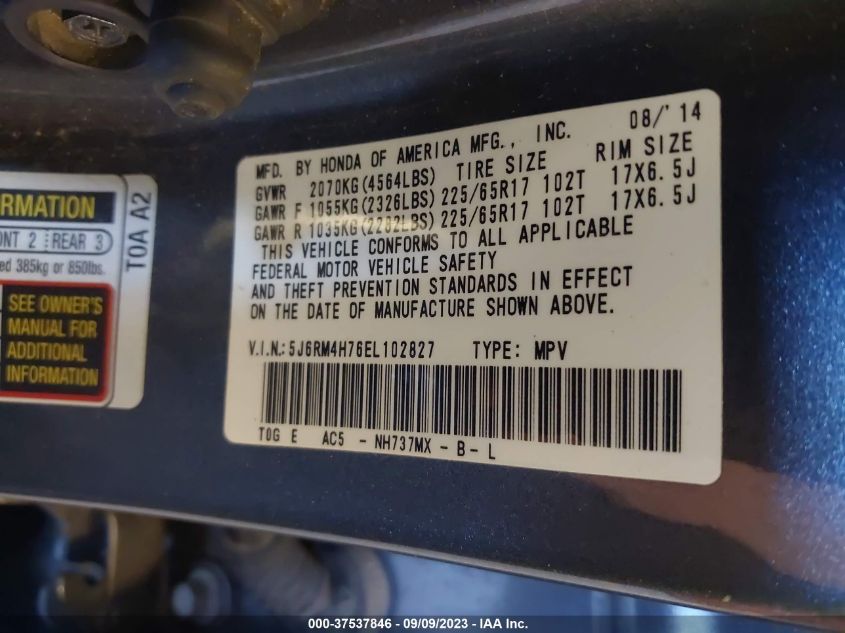 08/'14
MFD. BY HONDA OF AMERICA MFG., INC.
GVWR 2070KG(4564LBS) TIRE SIZE RIM SIZE
GAWR F 1055KG(2326LBS) 225/65R17 102T 17X6.5J
GAWR R 1035KG(2282LBS) 225/65R17 102T 17X6.5J
THIS VEHICLE CONFORMS TO ALL APPLICABLE
FEDERAL MOTOR VEHICLE SAFETY
AND THEFT PREVENTION STANDARDS IN EFFECT
ON THE DATE OF MANUFACTURE SHOWN ABOVE.
V.I.N.: 5J6RM4H76EL102827 TYPE: MPV
T0G E AC5 - NH737MX - B - L
T0A A2
2 REAR 3
385kg or 850lbs.
SEE OWNER'S
MANUAL FOR
ADDITIONAL
INFORMATION
000-37537846 - 09/09/2023 - IAA Inc.